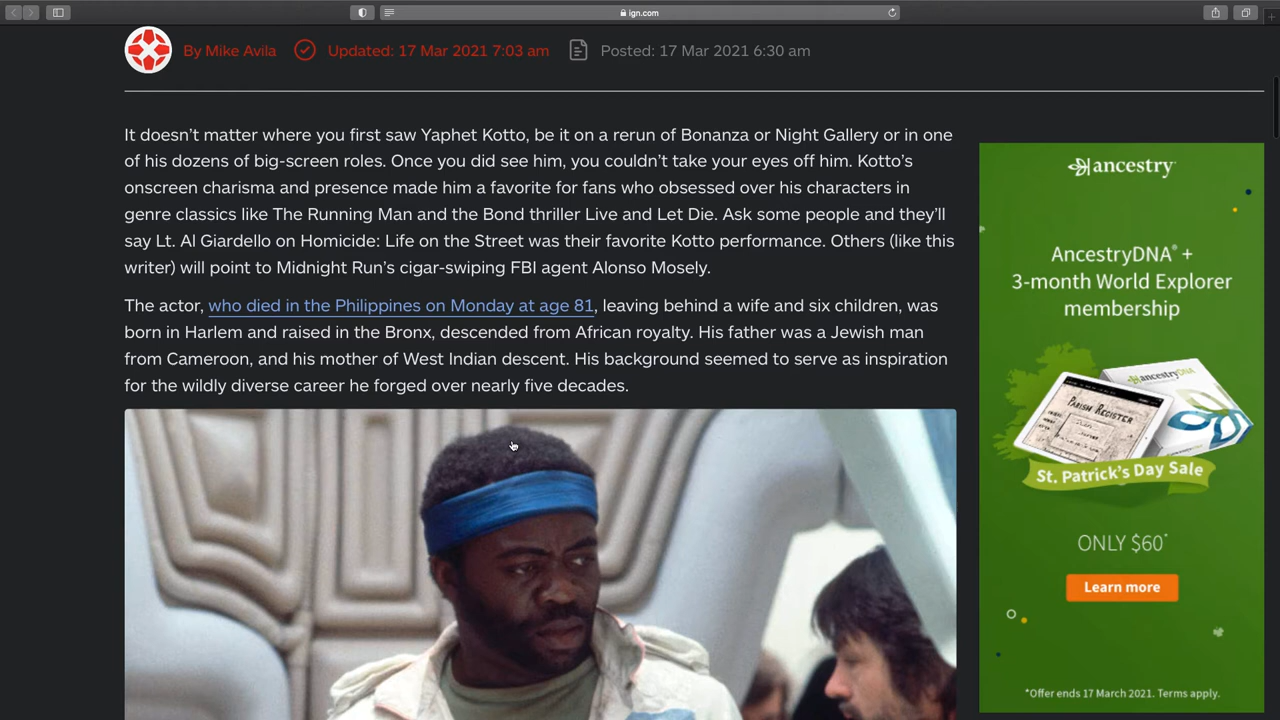 ign.com
By Mike Avila Updated: 17 Mar 2021 7:03 am Posted: 17 Mar 2021 6:30 am
It doesn’t matter where you first saw Yaphet Kotto, be it on a rerun of Bonanza or Night Gallery or in one
of his dozens of big-screen roles. Once you did see him, you couldn’t take your eyes off him. Kotto’s
onscreen charisma and presence made him a favorite for fans who obsessed over his characters in
genre classics like The Running Man and the Bond thriller Live and Let Die. Ask some people and they’ll
say Lt. Al Giardello on Homicide: Life on the Street was their favorite Kotto performance. Others (like this
writer) will point to Midnight Run’s cigar-swiping FBI agent Alonso Mosely.
The actor, who died in the Philippines on Monday at age 81, leaving behind a wife and six children, was
born in Harlem and raised in the Bronx, descended from African royalty. His father was a Jewish man
from Cameroon, and his mother of West Indian descent. His background seemed to serve as inspiration
for the wildly diverse career he forged over nearly five decades.
ancestry
AncestryDNA® +
3-month World Explorer
membership
ancestryDNA
PARISH REGISTER
St. Patrick’s Day Sale
ONLY $60*
Learn more
*Offer ends 17 March 2021. Terms apply.